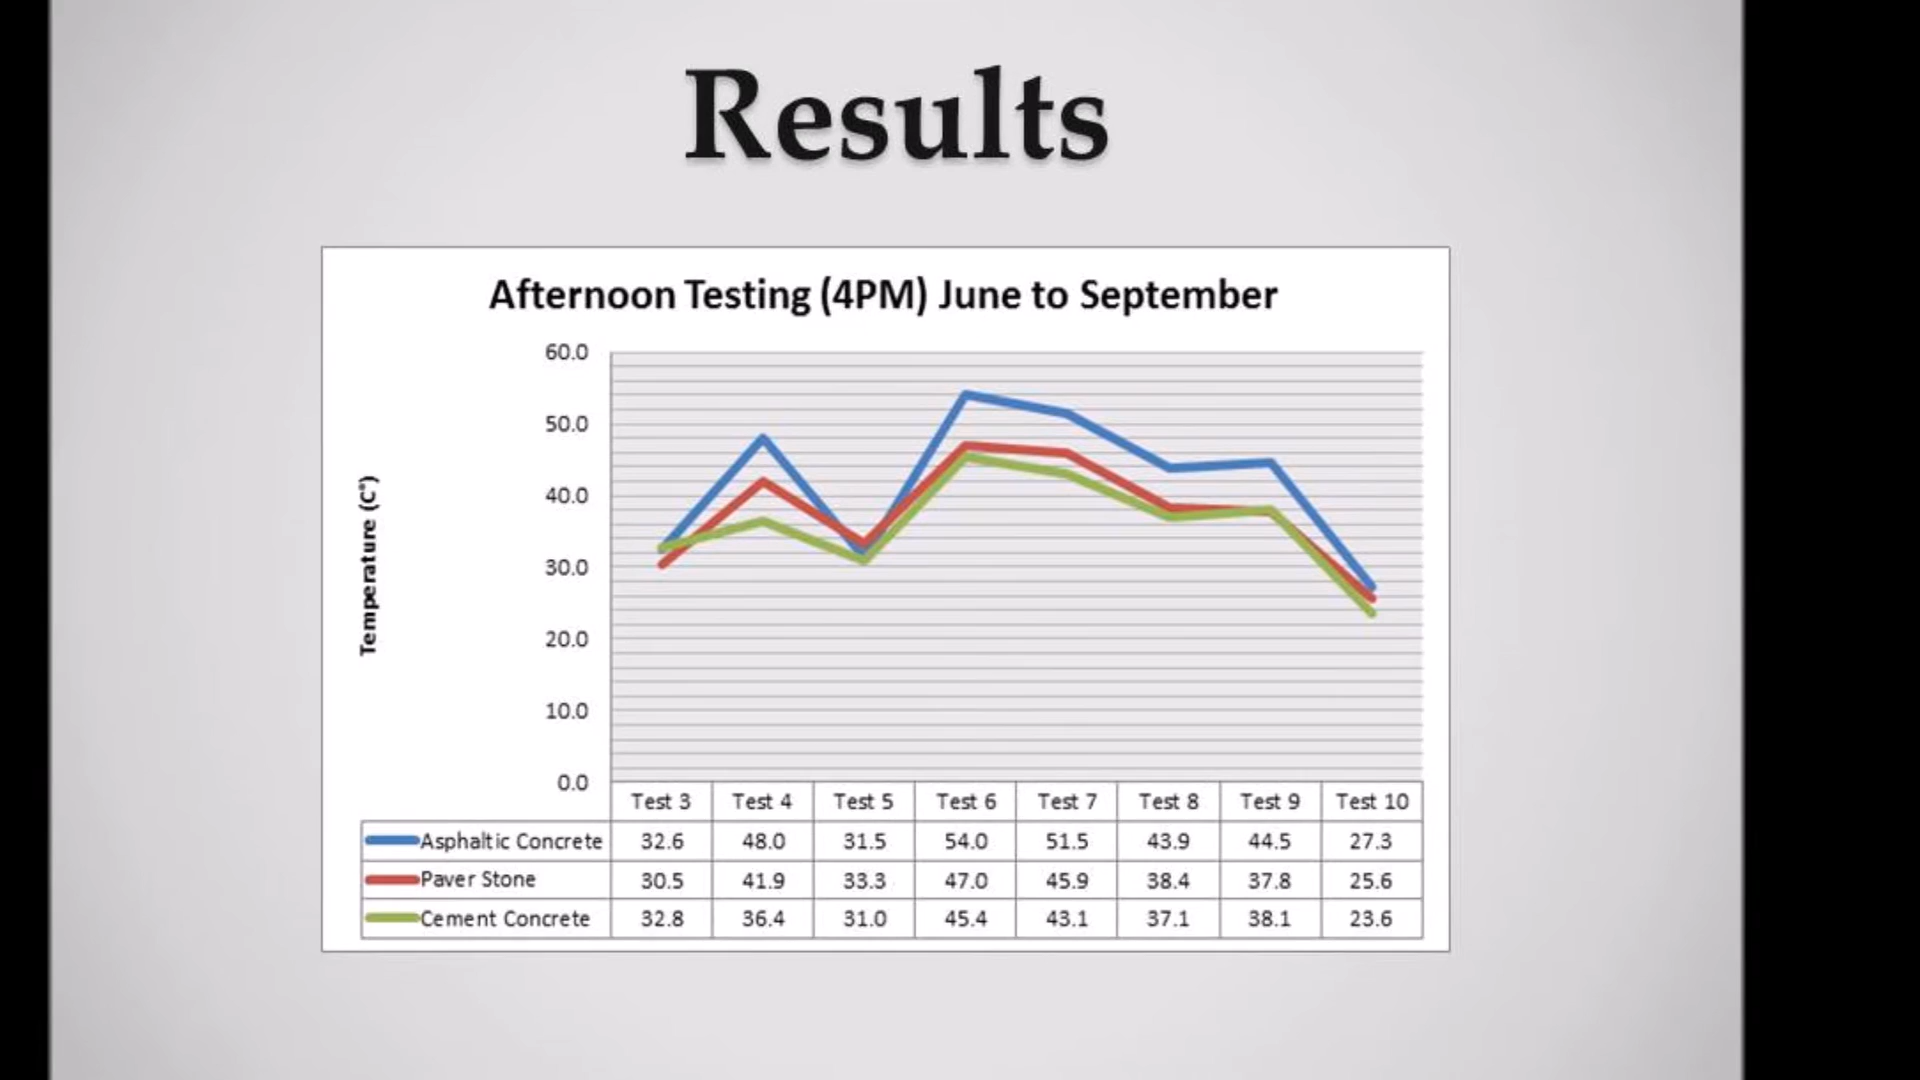 Results
Afternoon Testing (4PM) June to September
Temperature (C°)
60.0
50.0
40.0
30.0
20.0
10.0
0.0
Test 3 Test 4 Test 5 Test 6 Test 7 Test 8 Test 9 Test 10
Asphaltic Concrete 32.6 48.0 31.5 54.0 51.5 43.9 44.5 27.3
Paver Stone 30.5 41.9 33.3 47.0 45.9 38.4 37.8 25.6
Cement Concrete 32.8 36.4 31.0 45.4 43.1 37.1 38.1 23.6